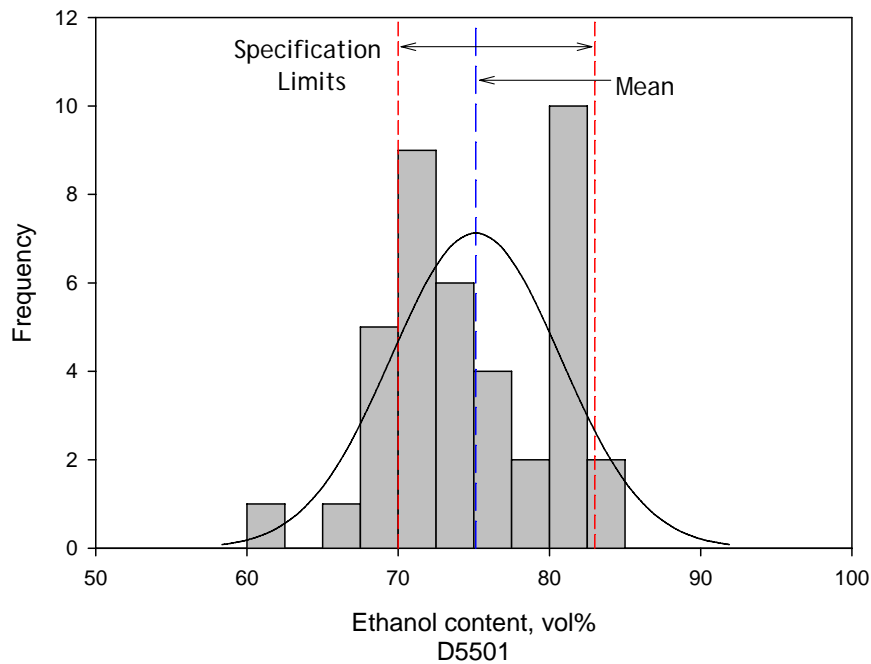 12
Specification
Limits
Mean
10
8
6
4
2
0
Frequency
50
60
70
80
90
100
Ethanol content, vol%
D5501